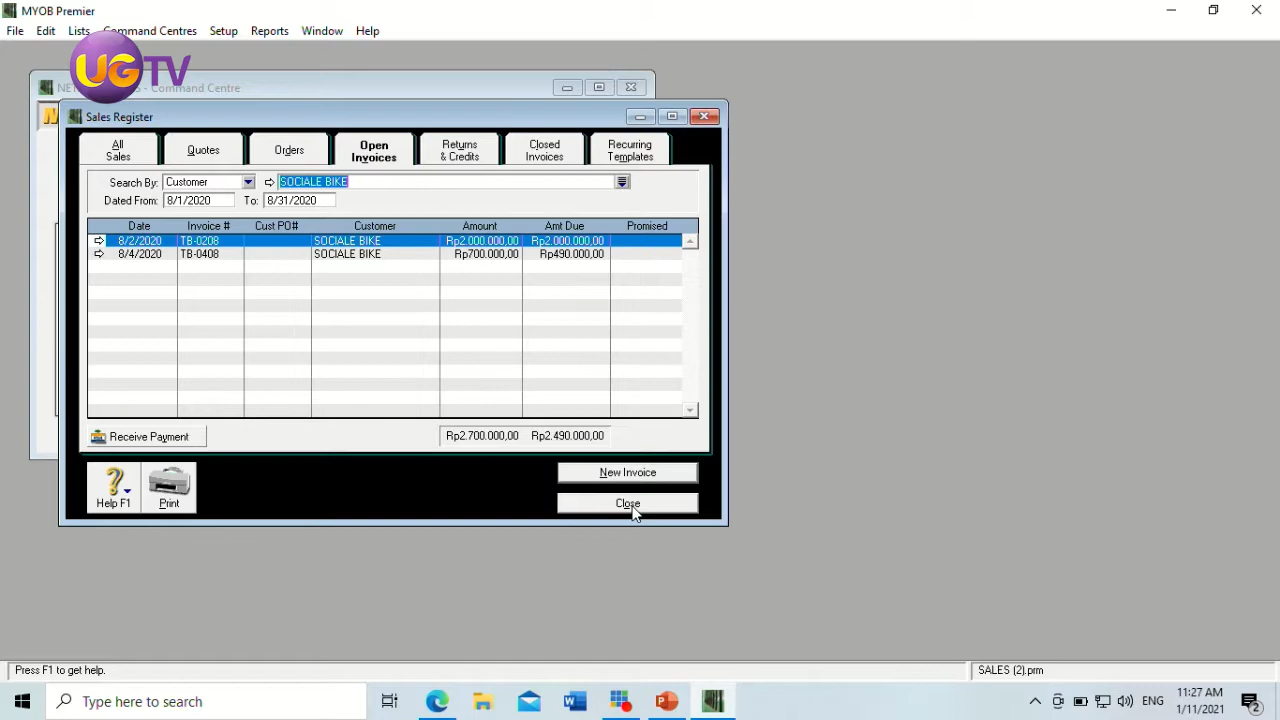 MYOB Premier
File Edit Lists Command Centres Setup Reports Window Help
UGTV
Command Centre
Sales Register
All Sales Quotes Orders Open Invoices Returns & Credits Closed Invoices Recurring Templates
Search By: Customer SOCIALE BIKE
Dated From: 8/1/2020 To: 8/31/2020
Date Invoice # Cust PO# Customer Amount Amt Due Promised
8/2/2020 TB-0208 SOCIALE BIKE Rp2.000.000,00 Rp2.000.000,00
8/4/2020 TB-0408 SOCIALE BIKE Rp700.000,00 Rp490.000,00
Receive Payment Rp2.700.000,00 Rp2.490.000,00
New Invoice
Help F1 Print Close
Press F1 to get help. SALES (2).prm
Type here to search ENG 11:27 AM
1/11/2021 2